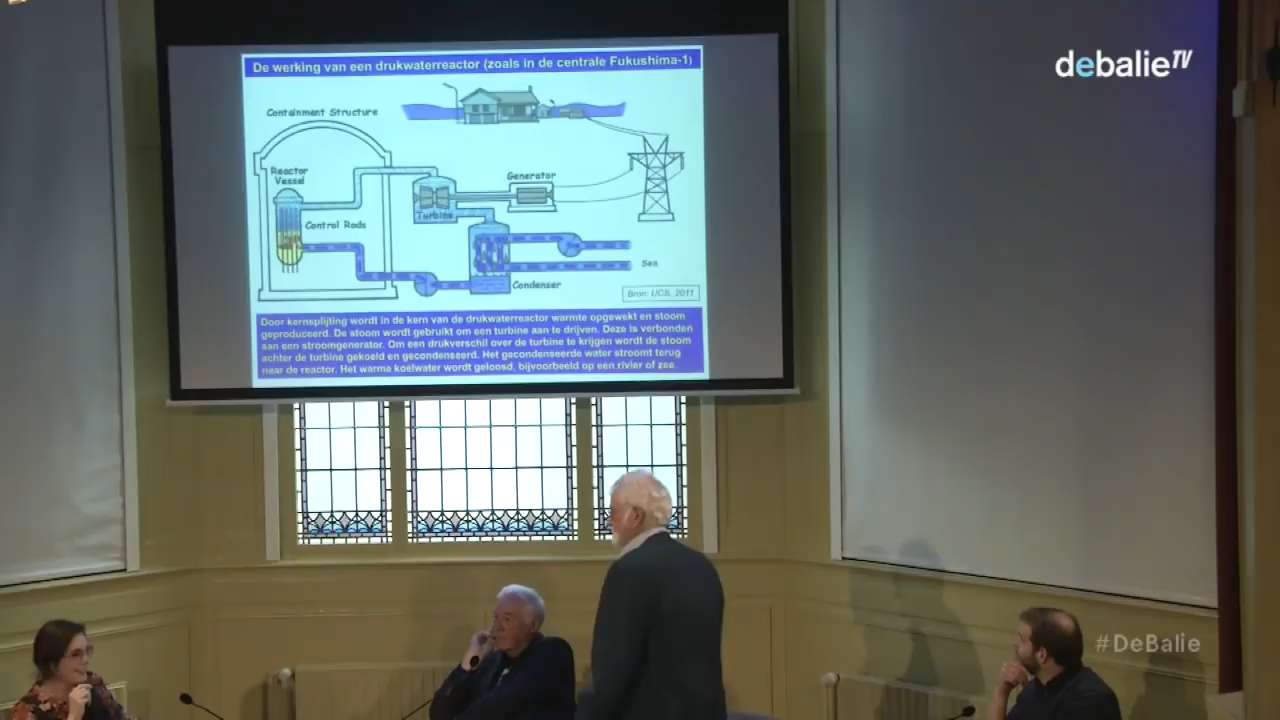 debalieTV
De werking van een drukwaterreactor (zoals in de centrale Fukushima-1)
Containment Structure
Reactor
Vessel
Generator
Turbine
Control Rods
Sea
Condenser
Bron: UCS, 2011
Door kernsplijting wordt in de kern van de drukwaterreactor warmte opgewekt en stoom
geproduceerd. De stoom wordt gebruikt om een turbine aan te drijven. Deze is verbonden
aan een stroomgenerator. Om een drukverschil over de turbine te krijgen wordt de stoom
achter de turbine gekoeld en gecondenseerd. Het gecondenseerde water stroomt terug
naar de reactor. Het warme koelwater wordt geloosd, bijvoorbeeld op een rivier of zee
#DeBalie